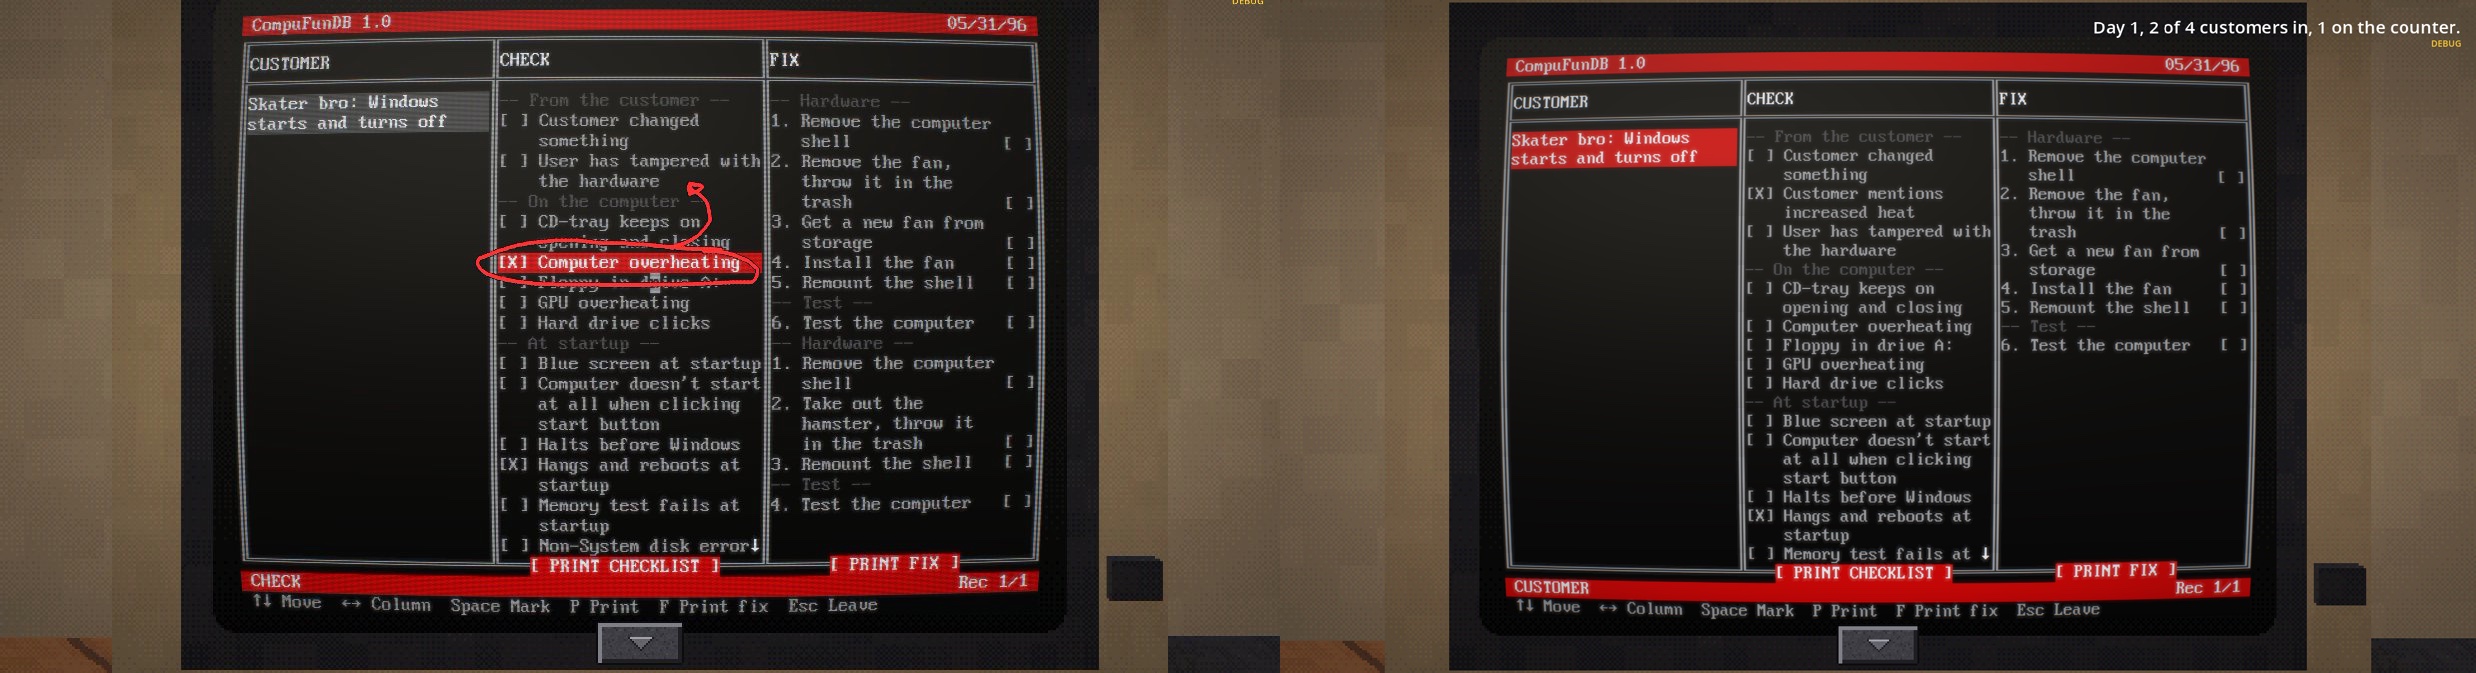 DEBUG
CompuFunDB 1.0
05/31/96
CUSTOMER
CHECK
FIX
Skater bro: Windows
starts and turns off
-- From the customer --
[ ] Customer changed
something
[ ] User has tampered with
the hardware
-- On the computer --
[ ] CD-tray keeps on
opening and closing
[X] Computer overheating
[ ] Floppy in drive A:
[ ] GPU overheating
[ ] Hard drive clicks
-- At startup --
[ ] Blue screen at startup
[ ] Computer doesn't start
at all when clicking
start button
[ ] Halts before Windows
[X] Hangs and reboots at
startup
[ ] Memory test fails at
startup
[ ] Non-System disk error↓
-- Hardware --
1. Remove the computer
shell [ ]
2. Remove the fan,
throw it in the
trash [ ]
3. Get a new fan from
storage [ ]
4. Install the fan [ ]
5. Remount the shell [ ]
-- Test --
6. Test the computer [ ]
-- Hardware --
1. Remove the computer
shell [ ]
2. Take out the
hamster, throw it
in the trash [ ]
3. Remount the shell [ ]
-- Test --
4. Test the computer [ ]
[ PRINT CHECKLIST ]
[ PRINT FIX ]
CHECK
Rec 1/1
↑↓ Move ↔ Column Space Mark P Print F Print fix Esc Leave
Day 1, 2 of 4 customers in, 1 on the counter.
DEBUG
CompuFunDB 1.0
05/31/96
CUSTOMER
CHECK
FIX
Skater bro: Windows
starts and turns off
-- From the customer --
[ ] Customer changed
something
[X] Customer mentions
increased heat
[ ] User has tampered with
the hardware
-- On the computer --
[ ] CD-tray keeps on
opening and closing
[ ] Computer overheating
[ ] Floppy in drive A:
[ ] GPU overheating
[ ] Hard drive clicks
-- At startup --
[ ] Blue screen at startup
[ ] Computer doesn't start
at all when clicking
start button
[ ] Halts before Windows
[X] Hangs and reboots at
startup
[ ] Memory test fails at ↓
-- Hardware --
1. Remove the computer
shell [ ]
2. Remove the fan,
throw it in the
trash [ ]
3. Get a new fan from
storage [ ]
4. Install the fan [ ]
5. Remount the shell [ ]
-- Test --
6. Test the computer [ ]
[ PRINT CHECKLIST ]
[ PRINT FIX ]
CUSTOMER
Rec 1/1
↑↓ Move ↔ Column Space Mark P Print F Print fix Esc Leave